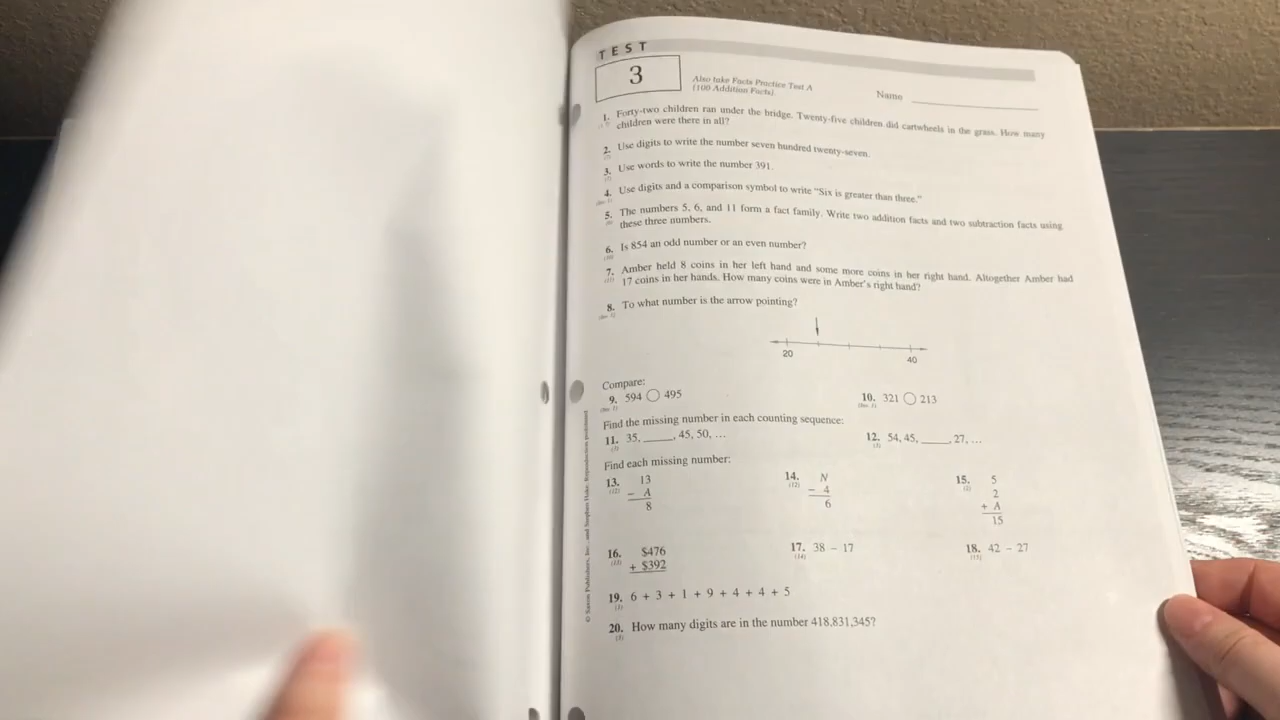 TEST
3
Also take Facts Practice Test A
(100 Addition Facts).
Name
1. Forty-two children ran under the bridge. Twenty-five children did cartwheels in the grass. How many
children were there in all?
2. Use digits to write the number seven hundred twenty-seven.
3. Use words to write the number 391.
4. Use digits and a comparison symbol to write "Six is greater than three."
5. The numbers 5, 6, and 11 form a fact family. Write two addition facts and two subtraction facts using
these three numbers.
6. Is 854 an odd number or an even number?
7. Amber held 8 coins in her left hand and some more coins in her right hand. Altogether Amber had
17 coins in her hands. How many coins were in Amber's right hand?
8. To what number is the arrow pointing?
20 40
Compare:
9. 594 ◯ 495 10. 321 ◯ 213
Find the missing number in each counting sequence:
11. 35, _____, 45, 50, ... 12. 54, 45, _____, 27, ...
Find each missing number:
13. 13 14. N 15. 5
− A − 4 2
8 6 + A
15
16. $476 17. 38 − 17 18. 42 − 27
+ $392
19. 6 + 3 + 1 + 9 + 4 + 4 + 5
20. How many digits are in the number 418,831,345?
© Saxon Publishers, Inc., and Stephen Hake. Reproduction prohibited.